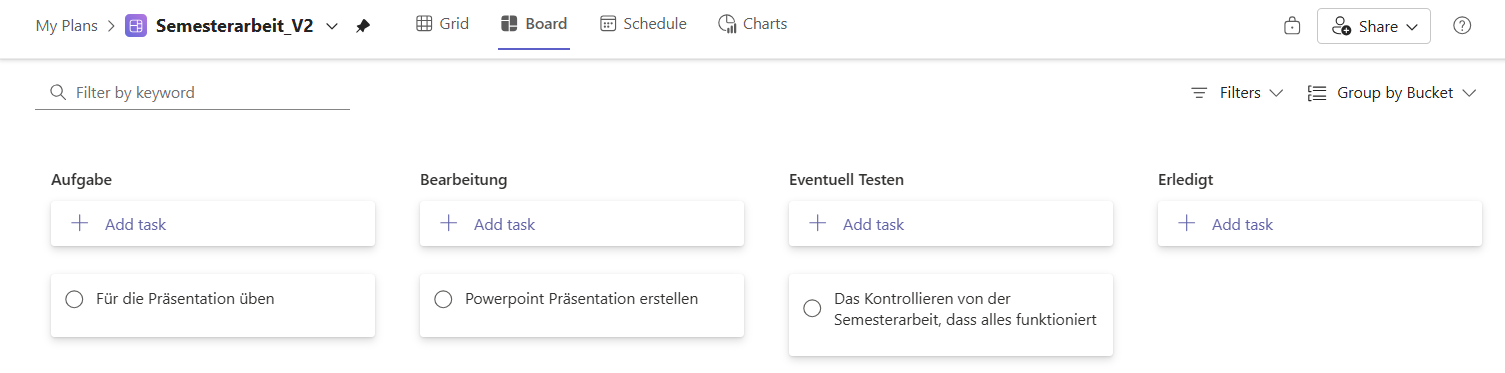 My Plans > Semesterarbeit_V2 Grid Board Schedule Charts Share
Filter by keyword Filters Group by Bucket
Aufgabe Bearbeitung Eventuell Testen Erledigt
Add task Add task Add task Add task
Für die Präsentation üben
Powerpoint Präsentation erstellen
Das Kontrollieren von der
Semesterarbeit, dass alles funktioniert